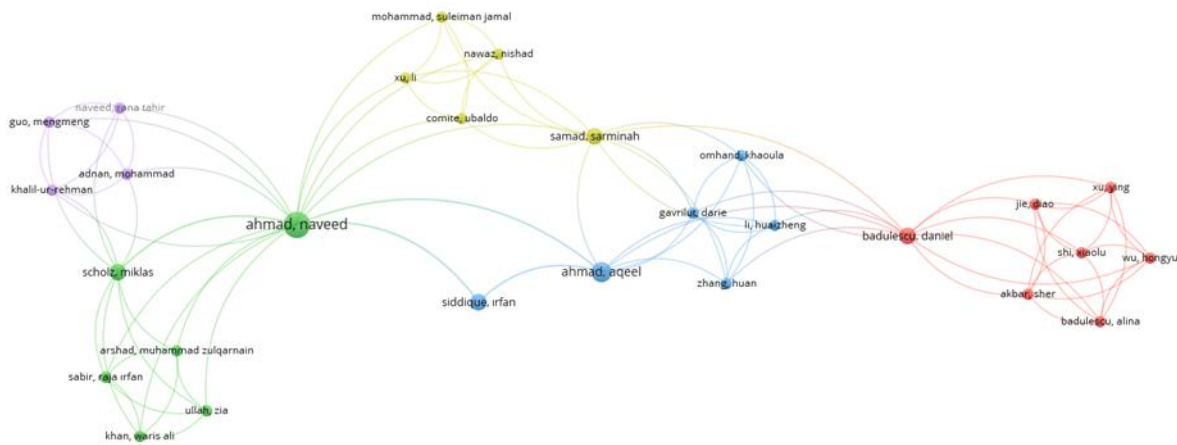 mohammad, suleiman jamal
nawaz, nishad
xu, li
naveed, rana tahir
guo, mengmeng
comite, ubaldo
samad, sarminah
omhand, khaoula
adnan, mohammad
khalil-ur-rehman
xu, ying
jie, diao
gavrilut, darie
ahmad, naveed
li, huaizheng
badulescu, daniel
shi, xiaolu
wu, hongyu
scholz, miklas
ahmad, aqeel
zhang, huan
akbar, sher
siddique, irfan
badulescu, alina
arshad, muhammad zulqarnain
sabir, raja irfan
ullah, zia
khan, waris ali